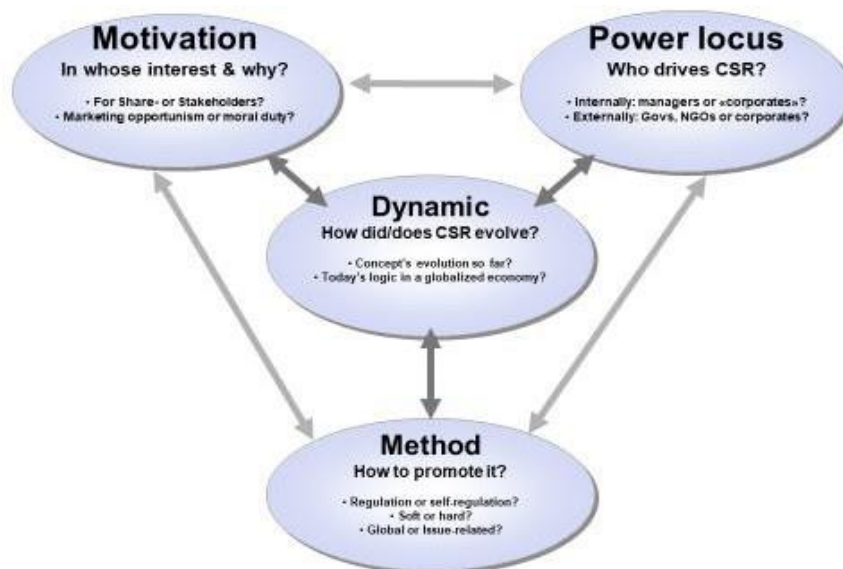 Motivation
In whose interest & why?
• For Share- or Stakeholders?
• Marketing opportunism or moral duty?
Power locus
Who drives CSR?
• Internally: managers or «corporates»?
• Externally: Govs, NGOs or corporates?
Dynamic
How did/does CSR evolve?
• Concept's evolution so far?
• Today's logic in a globalized economy?
Method
How to promote it?
• Regulation or self-regulation?
• Soft or hard?
• Global or Issue-related?